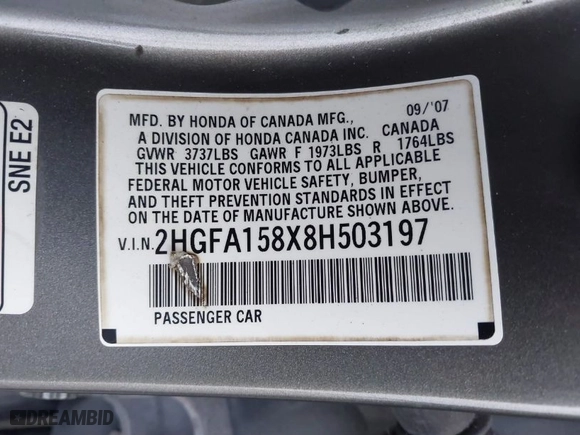 SNE E2
09/'07
MFD. BY HONDA OF CANADA MFG.,
A DIVISION OF HONDA CANADA INC. CANADA
GVWR 3737LBS GAWR F 1973LBS R 1764LBS
THIS VEHICLE CONFORMS TO ALL APPLICABLE
FEDERAL MOTOR VEHICLE SAFETY, BUMPER,
AND THEFT PREVENTION STANDARDS IN EFFECT
ON THE DATE OF MANUFACTURE SHOWN ABOVE.
V.I.N. 2HGFA158X8H503197
PASSENGER CAR
DREAMBID